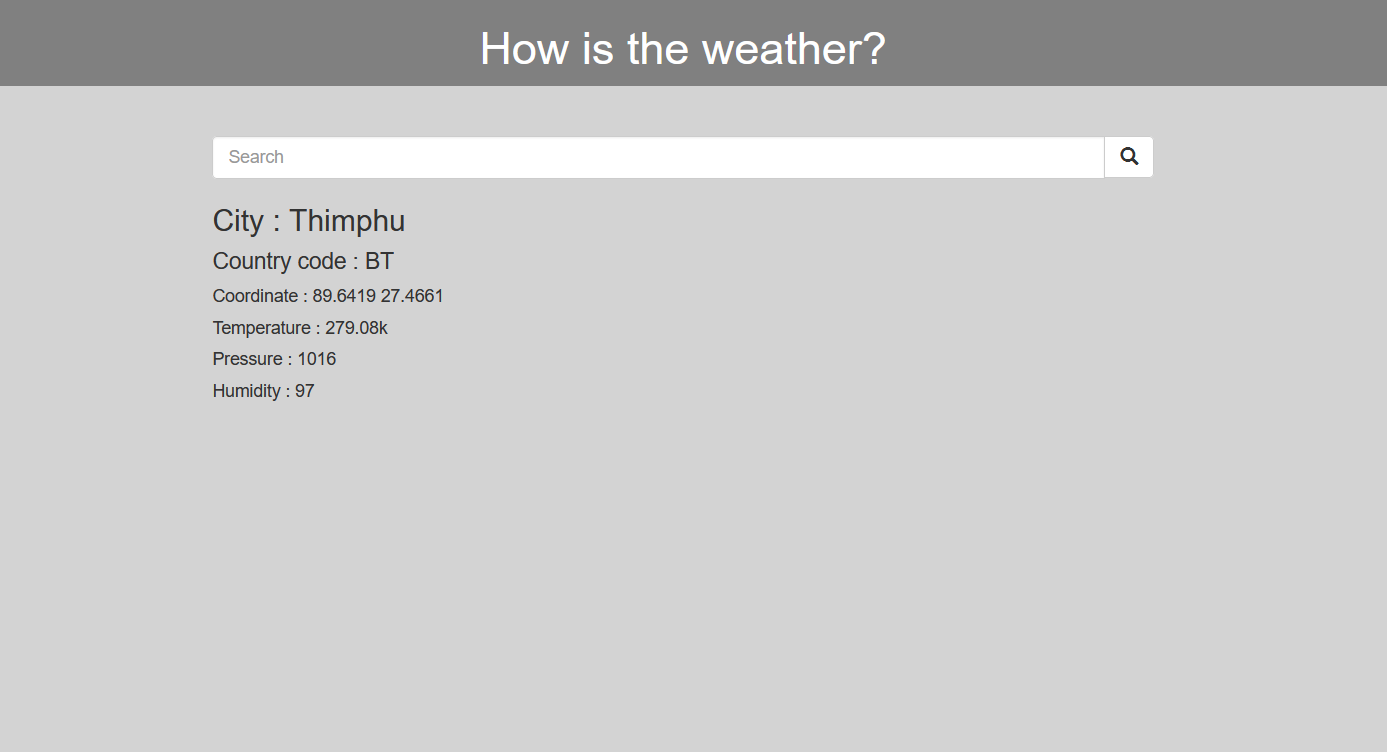 How is the weather?
Search
City : Thimphu
Country code : BT
Coordinate : 89.6419 27.4661
Temperature : 279.08k
Pressure : 1016
Humidity : 97